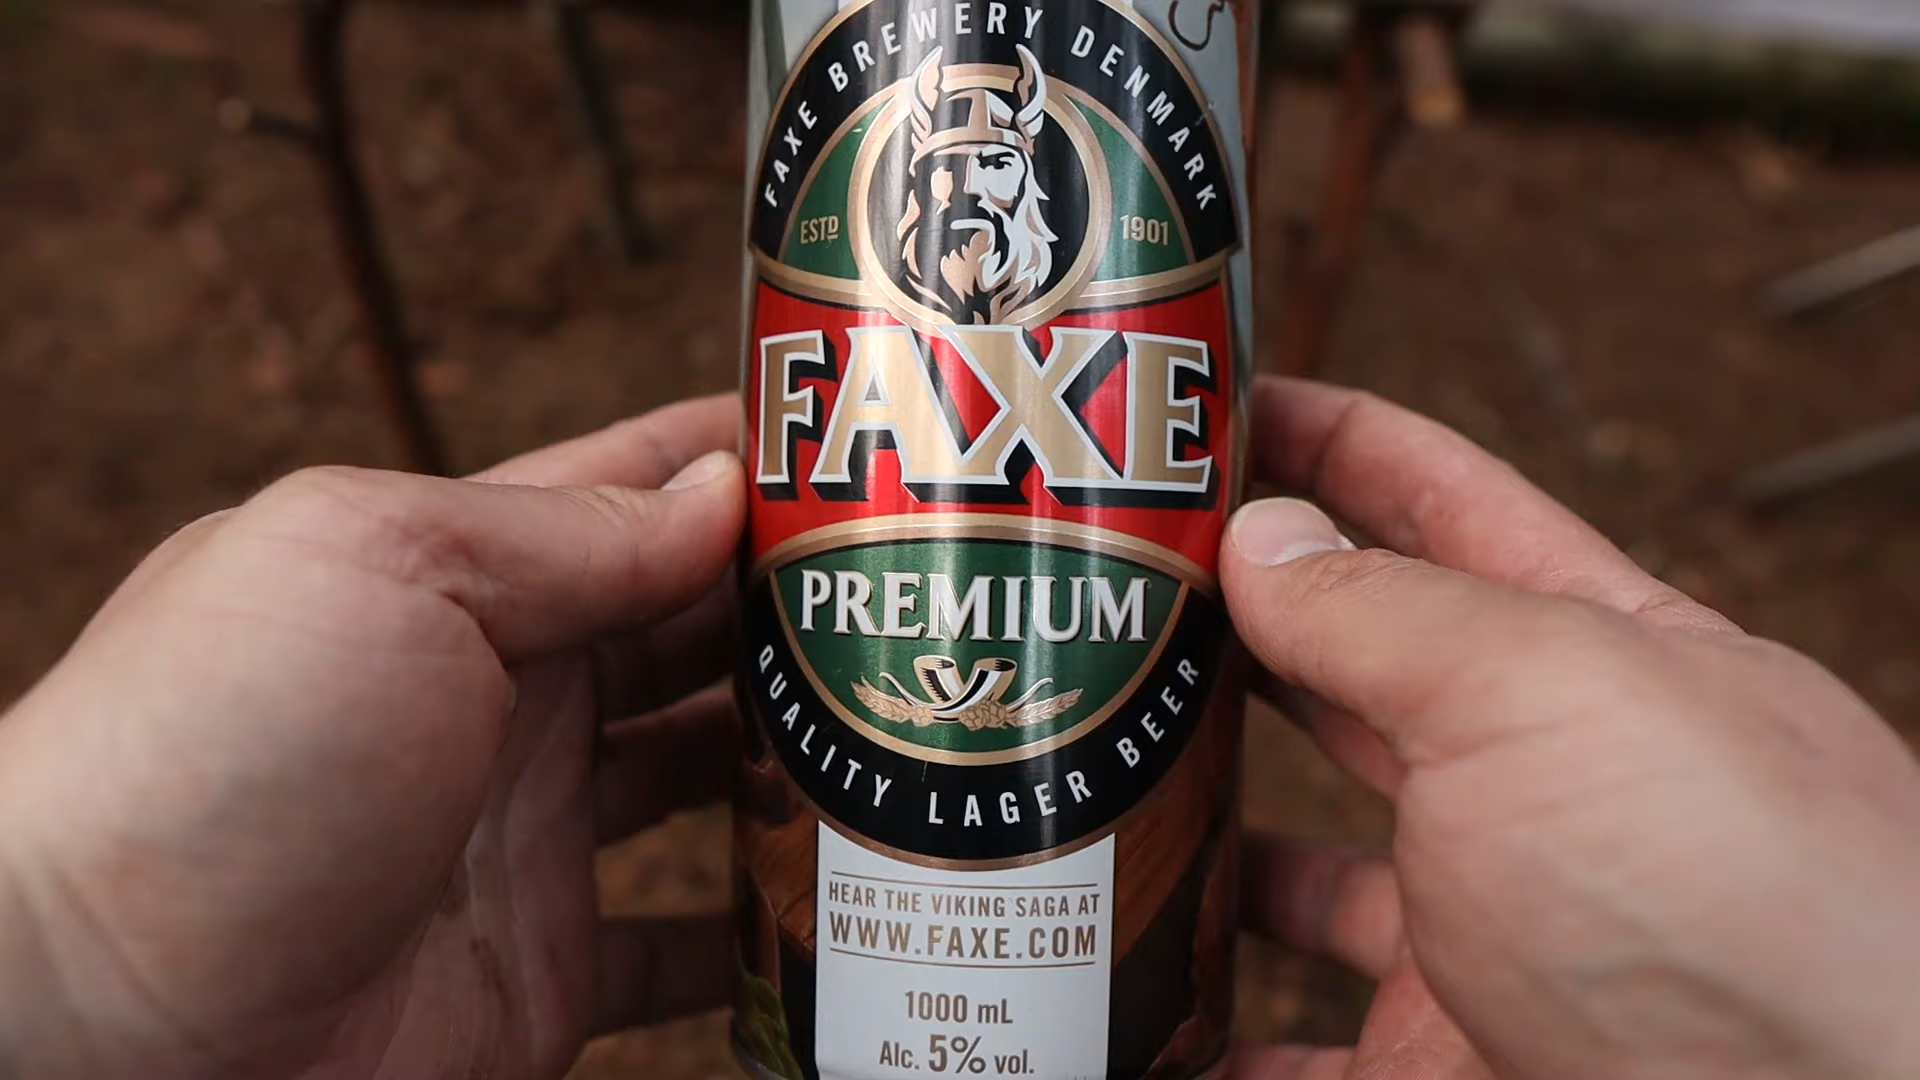 FAXE BREWERY DENMARK
ESTD 1901
FAXE
PREMIUM
QUALITY LAGER BEER
HEAR THE VIKING SAGA AT
WWW.FAXE.COM
1000 mL
Alc. 5% vol.